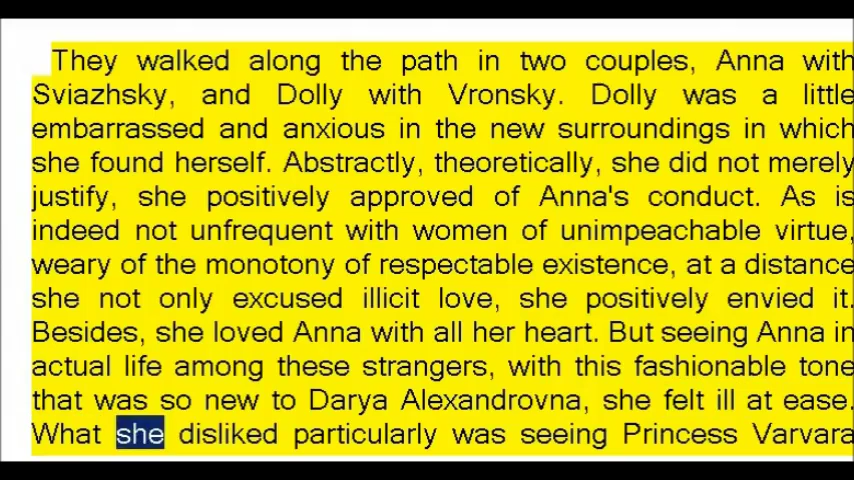 They walked along the path in two couples, Anna with
Sviazhsky, and Dolly with Vronsky. Dolly was a little
embarrassed and anxious in the new surroundings in which
she found herself. Abstractly, theoretically, she did not merely
justify, she positively approved of Anna's conduct. As is
indeed not unfrequent with women of unimpeachable virtue,
weary of the monotony of respectable existence, at a distance
she not only excused illicit love, she positively envied it.
Besides, she loved Anna with all her heart. But seeing Anna in
actual life among these strangers, with this fashionable tone
that was so new to Darya Alexandrovna, she felt ill at ease.
What she disliked particularly was seeing Princess Varvara